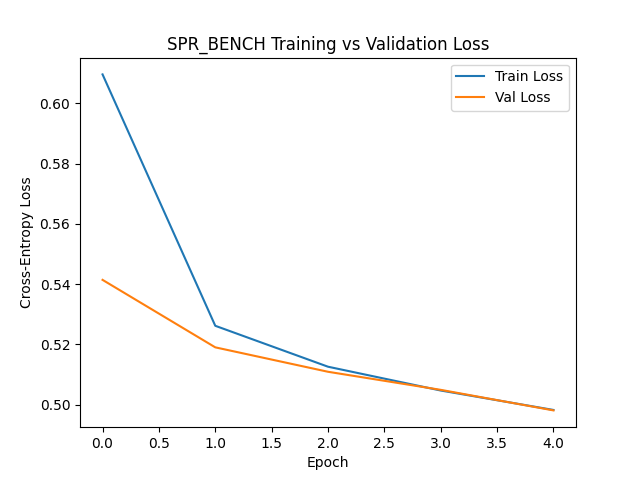 SPR_BENCH Training vs Validation Loss
Train Loss
Val Loss
Cross-Entropy Loss
0.60
0.58
0.56
0.54
0.52
0.50
0.0 0.5 1.0 1.5 2.0 2.5 3.0 3.5 4.0
Epoch